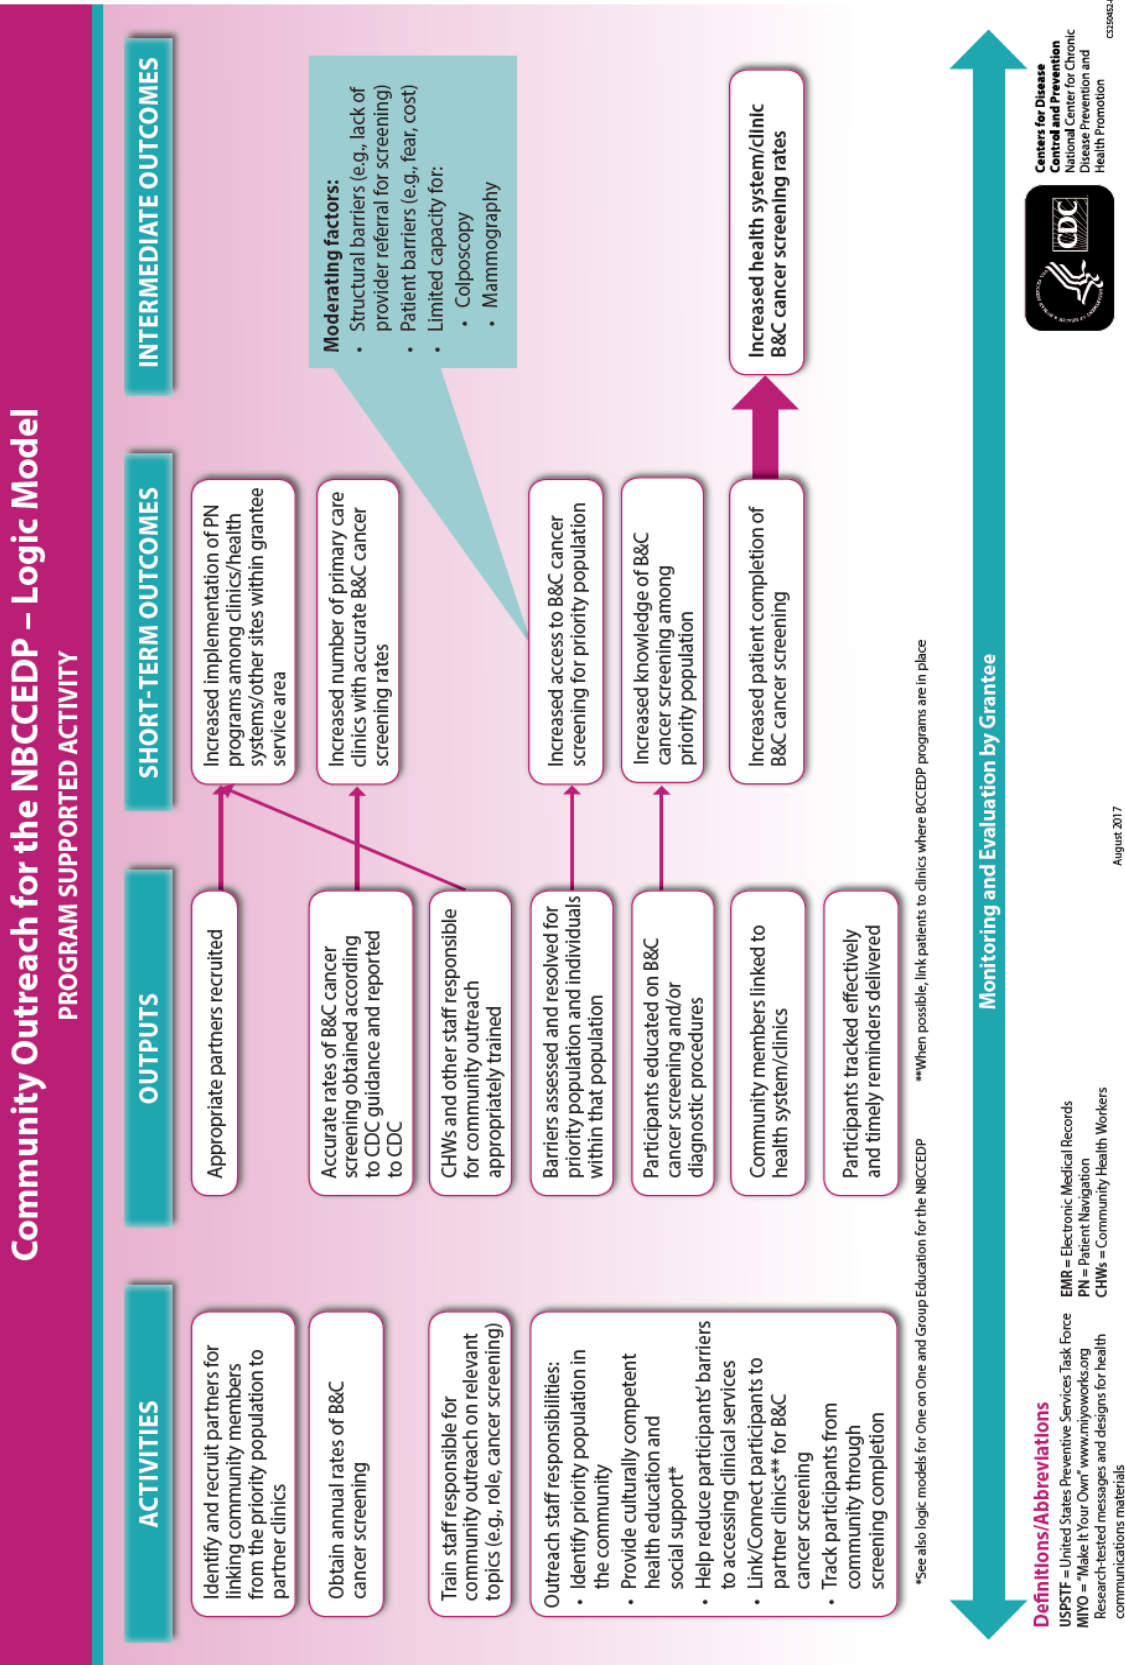 Community Outreach for the NBCCEDP – Logic Model
PROGRAM SUPPORTED ACTIVITY
ACTIVITIES
Identify and recruit partners for
linking community members
from the priority population to
partner clinics
Obtain annual rates of B&C
cancer screening
Train staff responsible for
community outreach on relevant
topics (e.g., role, cancer screening)
Outreach staff responsibilities:
• Identify priority population in
the community
• Provide culturally competent
health education and
social support*
• Help reduce participants' barriers
to accessing clinical services
• Link/Connect participants to
partner clinics** for B&C
cancer screening
• Track participants from
community through
screening completion
OUTPUTS
Appropriate partners recruited
Accurate rates of B&C cancer
screening obtained according
to CDC guidance and reported
to CDC
CHWs and other staff responsible
for community outreach
appropriately trained
Barriers assessed and resolved for
priority population and individuals
within that population
Participants educated on B&C
cancer screening and/or
diagnostic procedures
Community members linked to
health system/clinics
Participants tracked effectively
and timely reminders delivered
SHORT-TERM OUTCOMES
Increased implementation of PN
programs among clinics/health
systems/other sites within grantee
service area
Increased number of primary care
clinics with accurate B&C cancer
screening rates
Increased access to B&C cancer
screening for priority population
Increased knowledge of B&C
cancer screening among
priority population
Increased patient completion of
B&C cancer screening
INTERMEDIATE OUTCOMES
Moderating factors:
• Structural barriers (e.g., lack of
provider referral for screening)
• Patient barriers (e.g., fear, cost)
• Limited capacity for:
• Colposcopy
• Mammography
Increased health system/clinic
B&C cancer screening rates
*See also logic models for One on One and Group Education for the NBCCEDP
**When possible, link patients to clinics where BCCEDP programs are in place
Monitoring and Evaluation by Grantee
Definitions/Abbreviations
USPSTF = United States Preventive Services Task Force
MIYO = "Make It Your Own" www.miyoworks.org
Research-tested messages and designs for health
communications materials
EMR = Electronic Medical Records
PN = Patient Navigation
CHWs = Community Health Workers
August 2017
CDC
Centers for Disease
Control and Prevention
National Center for Chronic
Disease Prevention and
Health Promotion